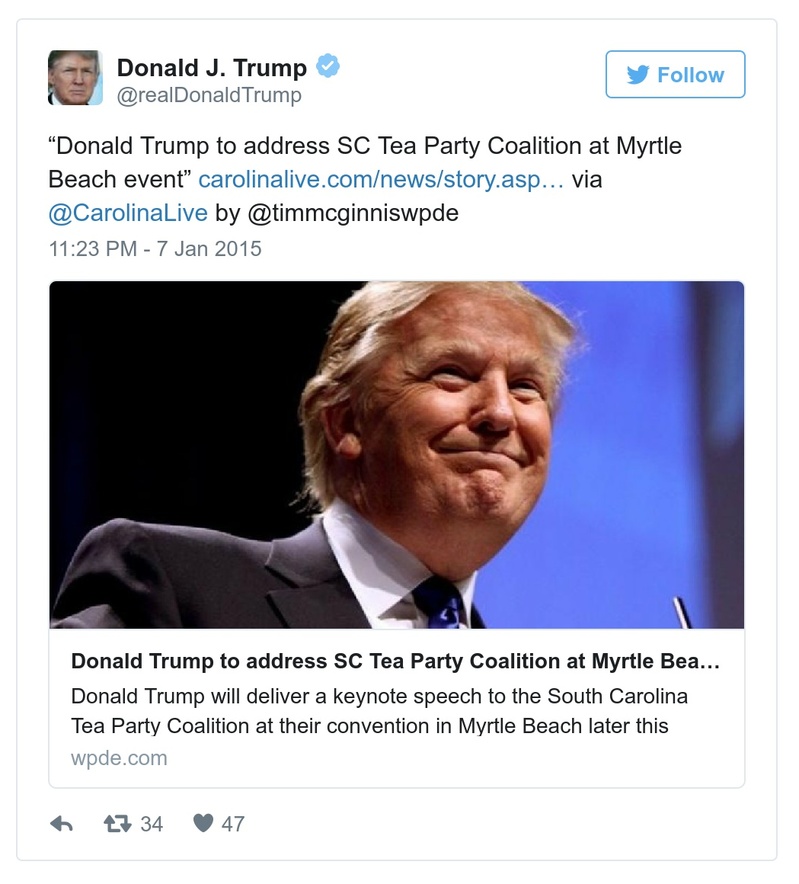 Donald J. Trump
@realDonaldTrump
Follow
“Donald Trump to address SC Tea Party Coalition at Myrtle
Beach event” carolinalive.com/news/story.asp… via
@CarolinaLive by @timmcginniswpde
11:23 PM - 7 Jan 2015
Donald Trump to address SC Tea Party Coalition at Myrtle Bea…
Donald Trump will deliver a keynote speech to the South Carolina
Tea Party Coalition at their convention in Myrtle Beach later this
wpde.com
34
47